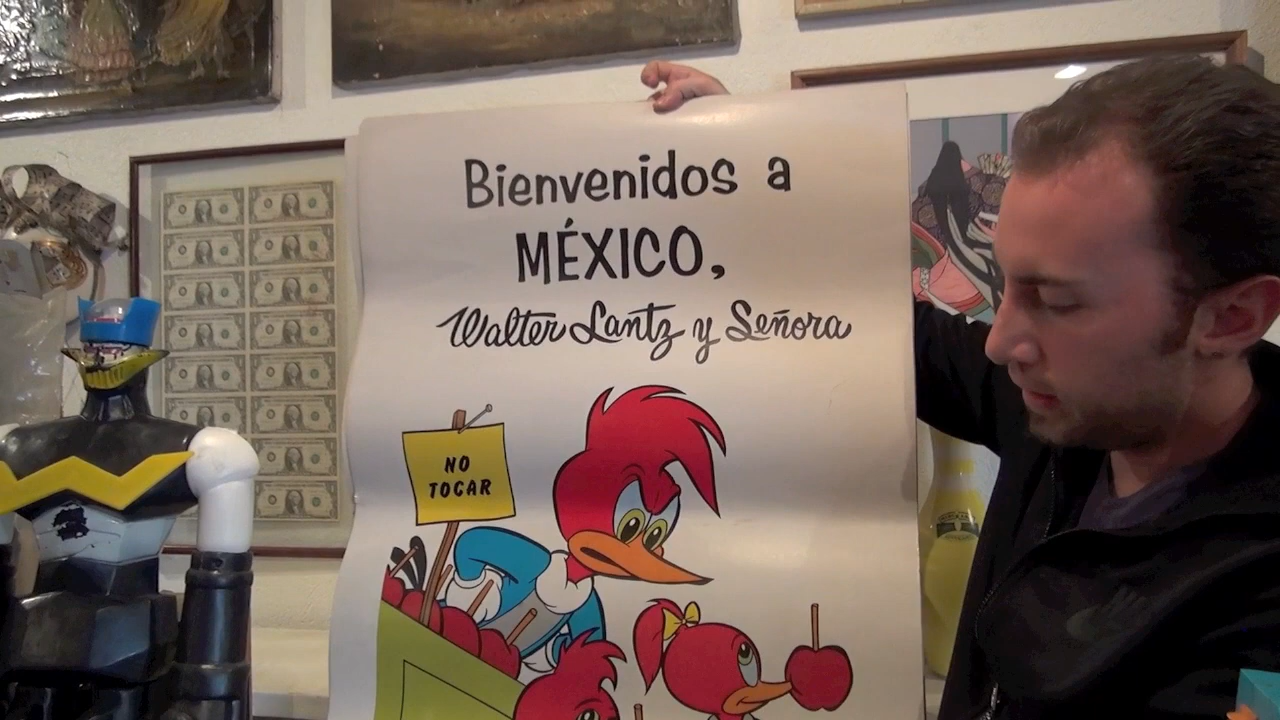 Bienvenidos a
MÉXICO,
Walter Lantz y Señora
NO
TOCAR